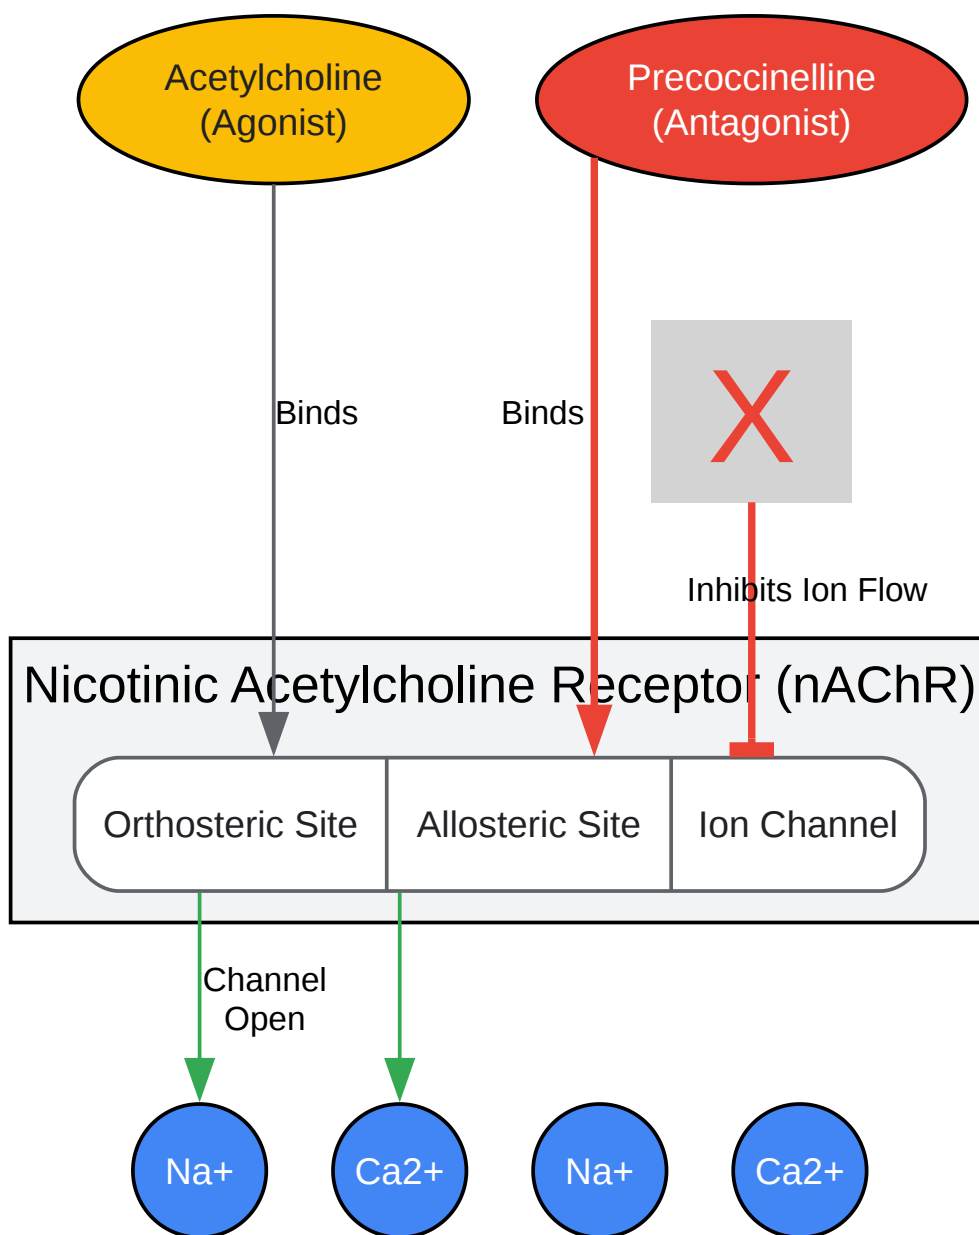 Acetylcholine
(Agonist)
Precoccinelline
(Antagonist)
Binds
Binds
X
Inhibits Ion Flow
Nicotinic Acetylcholine Receptor (nAChR)
Orthosteric Site
Allosteric Site
Ion Channel
Channel
Open
Na+
Ca2+
Na+
Ca2+